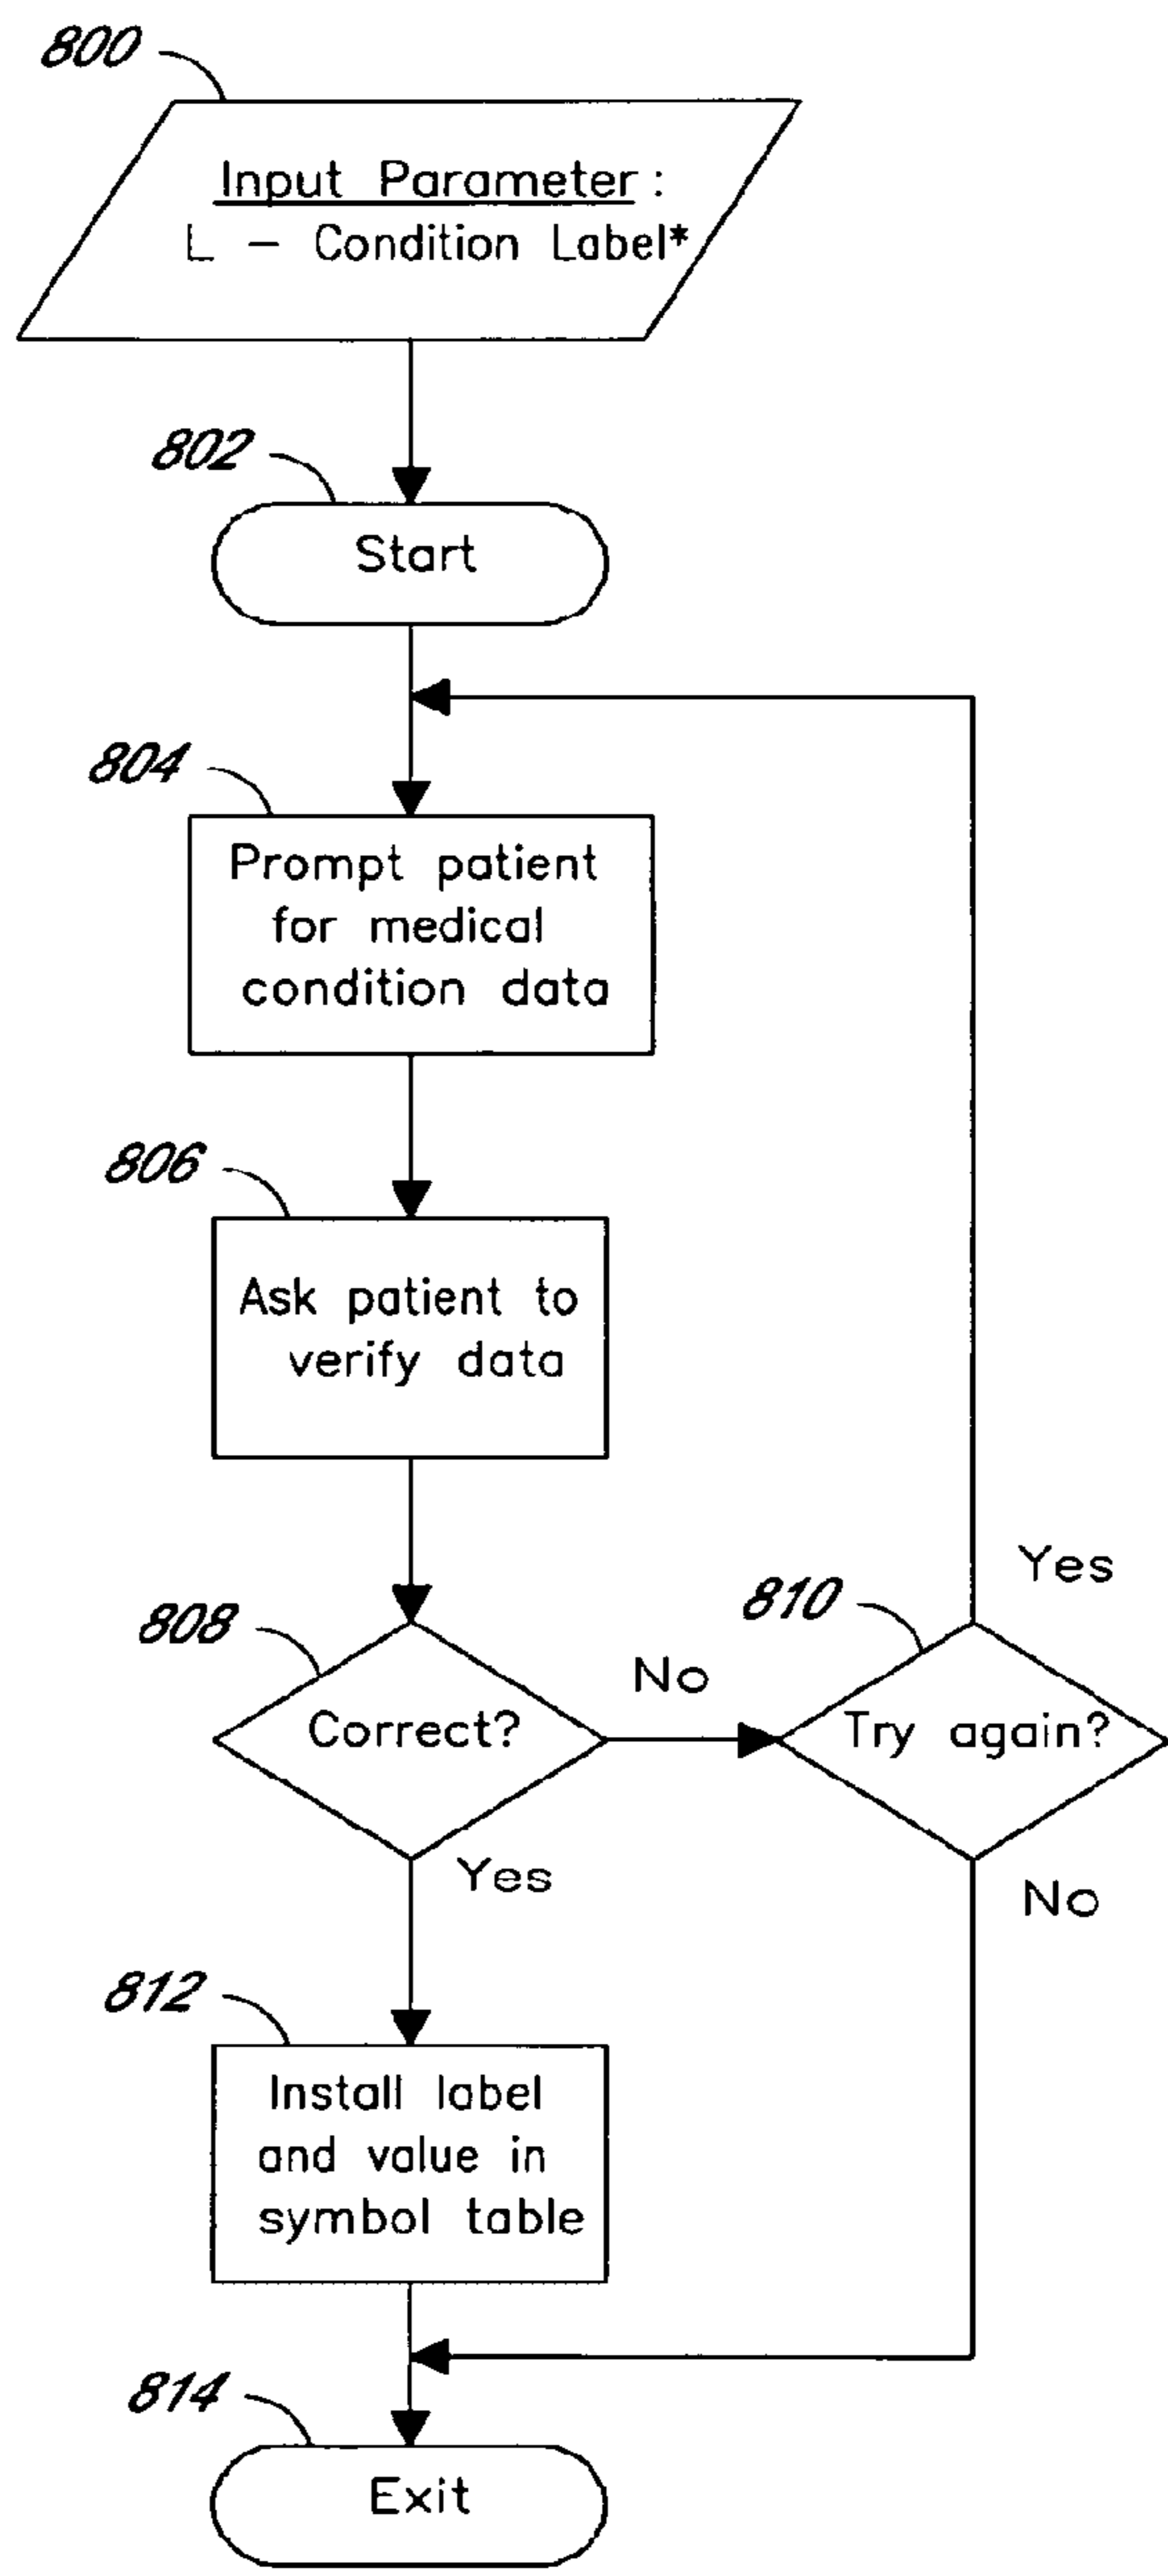 800
Input Parameter :
L - Condition Label*
802
Start
804
Prompt patient
for medical
condition data
806
Ask patient to
verify data
808
Correct?
No
810
Try again?
Yes
Yes
No
812
Install label
and value in
symbol table
814
Exit